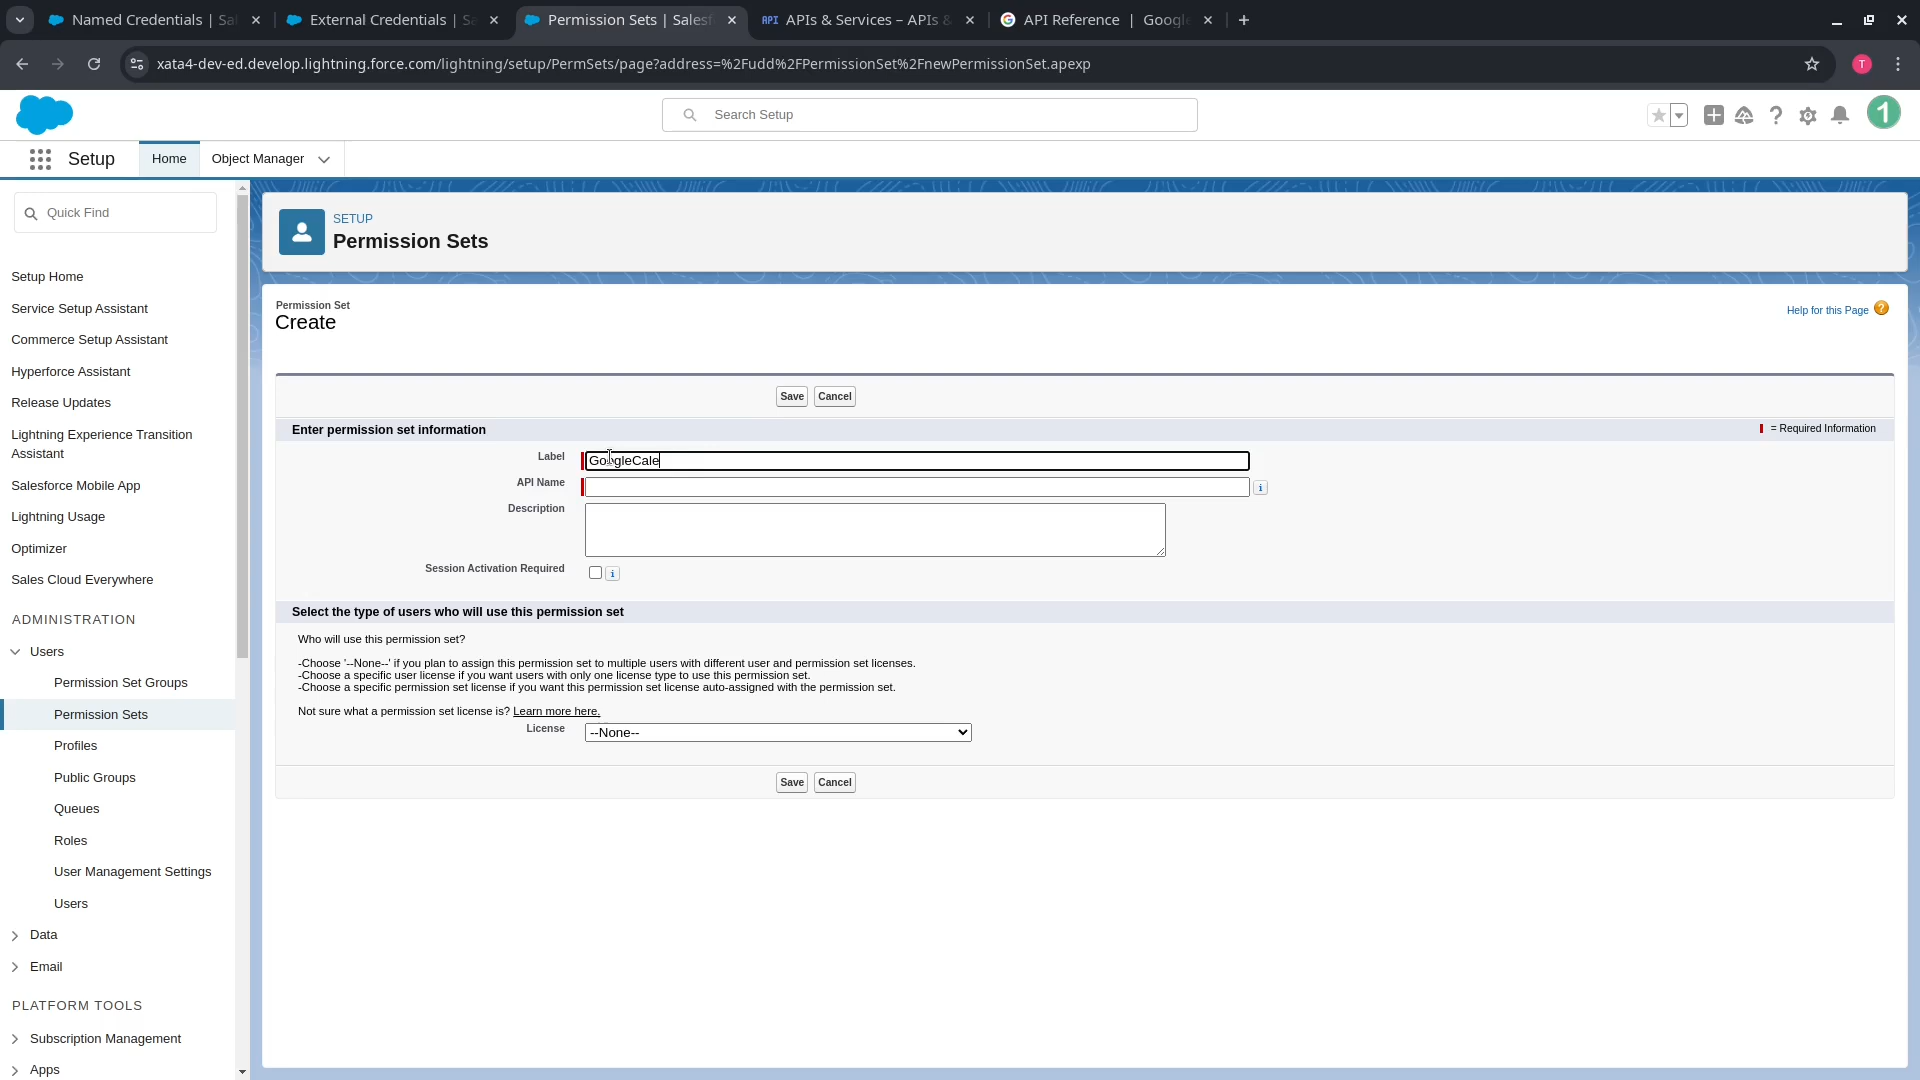 Named Credentials | Sal
External Credentials | Sa
Permission Sets | Salesf
API APIs & Services – APIs &
API Reference | Google
xata4-dev-ed.develop.lightning.force.com/lightning/setup/PermSets/page?address=%2Fudd%2FPermissionSet%2FnewPermissionSet.apexp
T
Search Setup
1
Setup
Home
Object Manager
Quick Find
Setup Home
Service Setup Assistant
Commerce Setup Assistant
Hyperforce Assistant
Release Updates
Lightning Experience Transition
Assistant
Salesforce Mobile App
Lightning Usage
Optimizer
Sales Cloud Everywhere
ADMINISTRATION
Users
Permission Set Groups
Permission Sets
Profiles
Public Groups
Queues
Roles
User Management Settings
Users
Data
Email
PLATFORM TOOLS
Subscription Management
Apps
SETUP
Permission Sets
Permission Set
Create
Help for this Page ?
Save Cancel
Enter permission set information
= Required Information
Label GoogleCale
API Name
i
Description
Session Activation Required
i
Select the type of users who will use this permission set
Who will use this permission set?
-Choose '--None--' if you plan to assign this permission set to multiple users with different user and permission set licenses.
-Choose a specific user license if you want users with only one license type to use this permission set.
-Choose a specific permission set license if you want this permission set license auto-assigned with the permission set.
Not sure what a permission set license is? Learn more here.
License --None--
Save Cancel